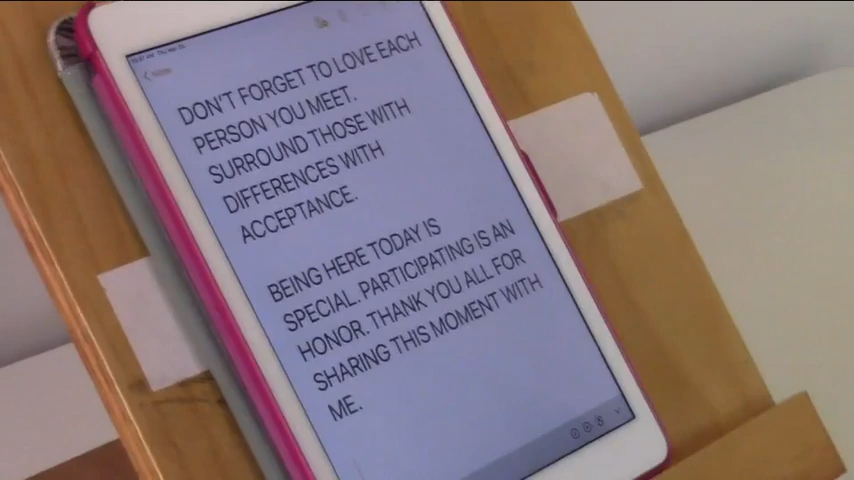 DON'T FORGET TO LOVE EACH
PERSON YOU MEET.
SURROUND THOSE WITH
DIFFERENCES WITH
ACCEPTANCE.
BEING HERE TODAY IS
SPECIAL. PARTICIPATING IS AN
HONOR. THANK YOU ALL FOR
SHARING THIS MOMENT WITH
ME.